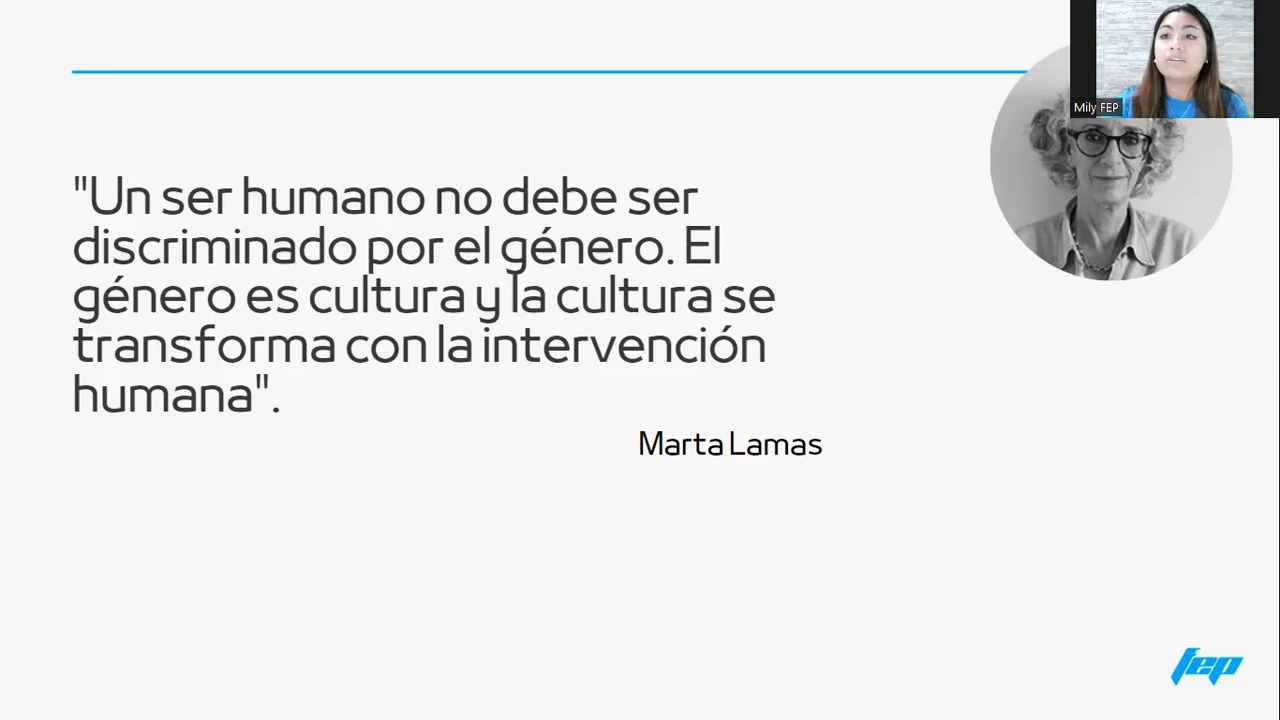 Mily FEP
"Un ser humano no debe ser
discriminado por el género. El
género es cultura y la cultura se
transforma con la intervención
humana".
Marta Lamas
fep